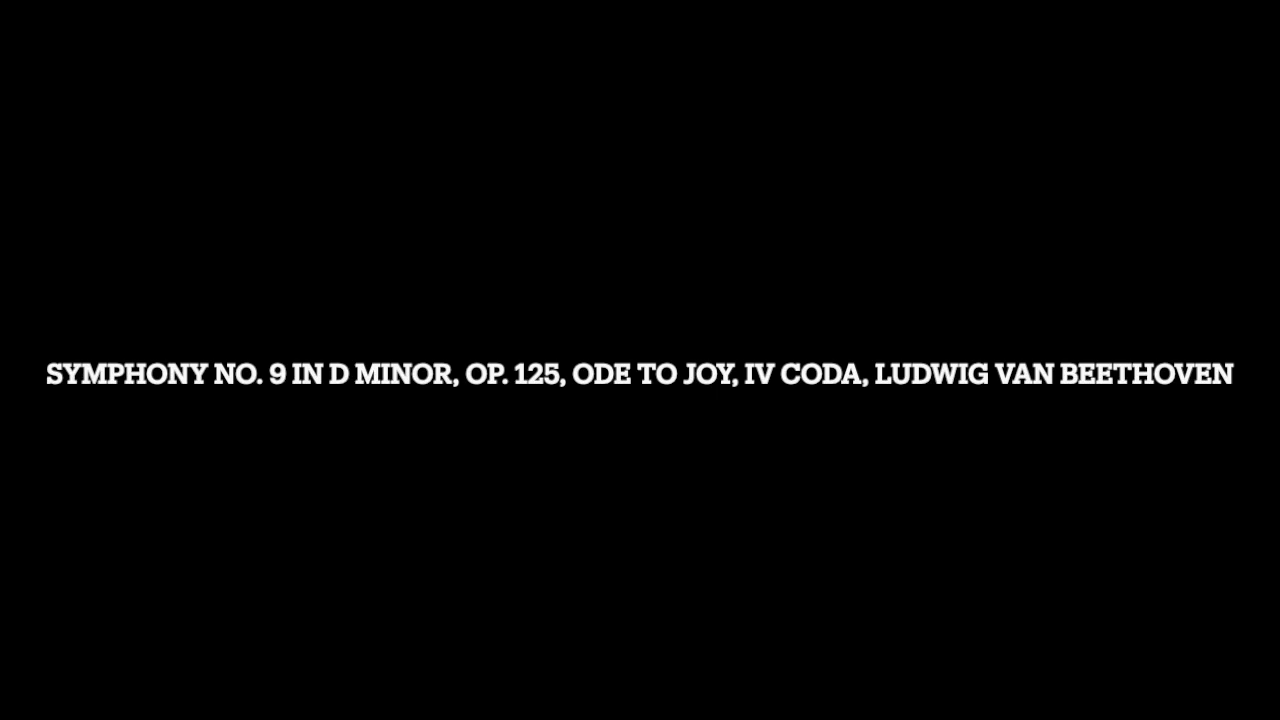 SYMPHONY NO. 9 IN D MINOR, OP. 125, ODE TO JOY, IV CODA, LUDWIG VAN BEETHOVEN